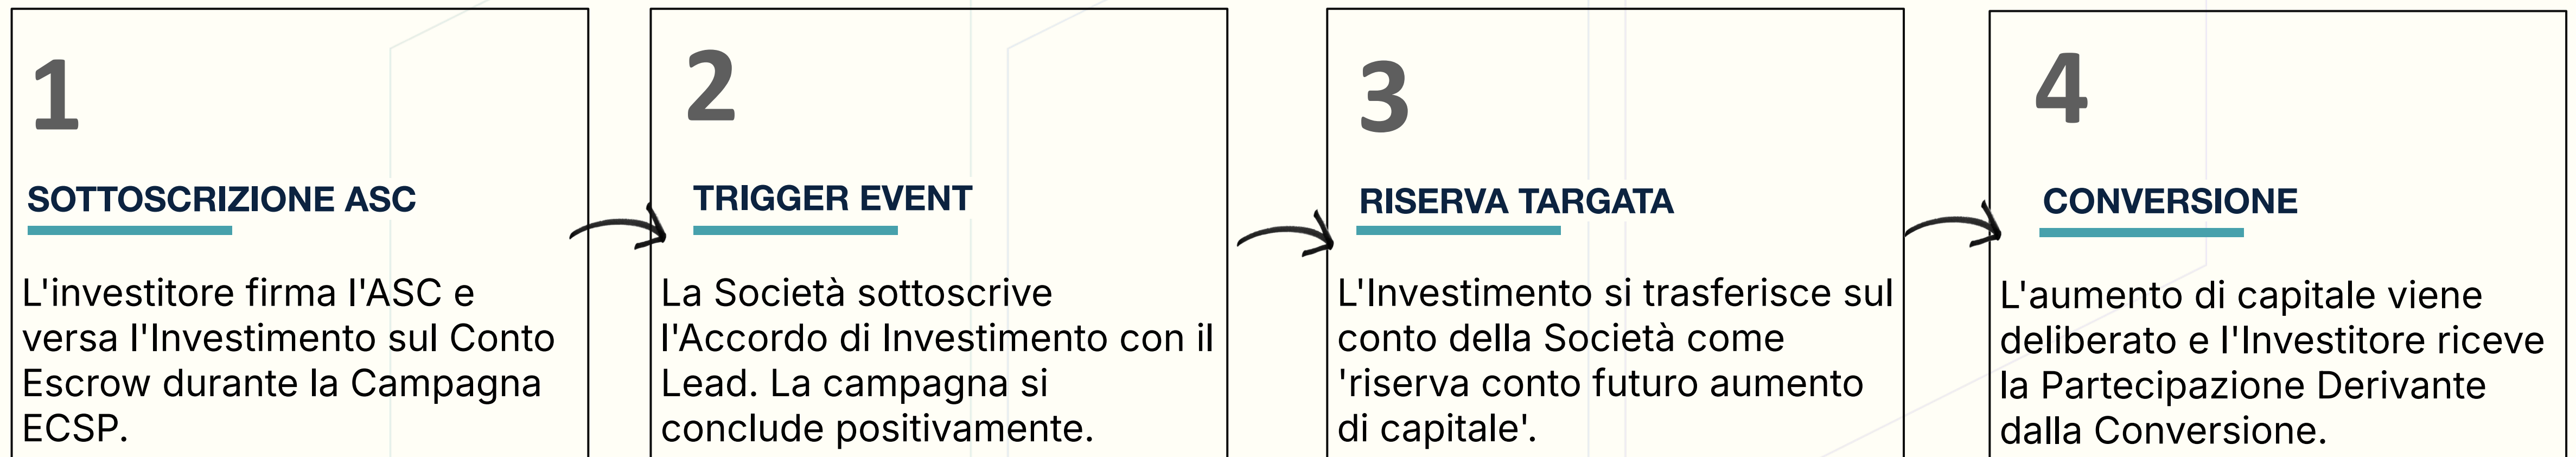 1
SOTTOSCRIZIONE ASC
L'investitore firma l'ASC e
versa l'Investimento sul Conto
Escrow durante la Campagna
ECSP.
2
TRIGGER EVENT
La Società sottoscrive
l'Accordo di Investimento con il
Lead. La campagna si
conclude positivamente.
3
RISERVA TARGATA
L'Investimento si trasferisce sul
conto della Società come
'riserva conto futuro aumento
di capitale'.
4
CONVERSIONE
L'aumento di capitale viene
deliberato e l'Investitore riceve
la Partecipazione Derivante
dalla Conversione.